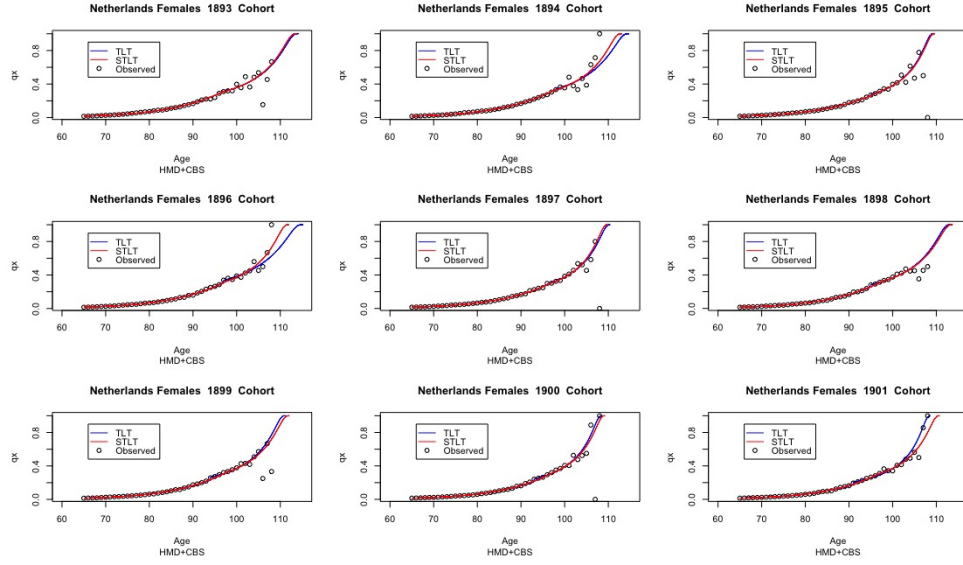 Netherlands Females 1893 Cohort
qx
0.0 0.4 0.8
TLT
STLT
Observed
60 70 80 90 100 110
Age
HMD+CBS
Netherlands Females 1894 Cohort
qx
0.0 0.4 0.8
TLT
STLT
Observed
60 70 80 90 100 110
Age
HMD+CBS
Netherlands Females 1895 Cohort
qx
0.0 0.4 0.8
TLT
STLT
Observed
60 70 80 90 100 110
Age
HMD+CBS
Netherlands Females 1896 Cohort
qx
0.0 0.4 0.8
TLT
STLT
Observed
60 70 80 90 100 110
Age
HMD+CBS
Netherlands Females 1897 Cohort
qx
0.0 0.4 0.8
TLT
STLT
Observed
60 70 80 90 100 110
Age
HMD+CBS
Netherlands Females 1898 Cohort
qx
0.0 0.4 0.8
TLT
STLT
Observed
60 70 80 90 100 110
Age
HMD+CBS
Netherlands Females 1899 Cohort
qx
0.0 0.4 0.8
TLT
STLT
Observed
60 70 80 90 100 110
Age
HMD+CBS
Netherlands Females 1900 Cohort
qx
0.0 0.4 0.8
TLT
STLT
Observed
60 70 80 90 100 110
Age
HMD+CBS
Netherlands Females 1901 Cohort
qx
0.0 0.4 0.8
TLT
STLT
Observed
60 70 80 90 100 110
Age
HMD+CBS